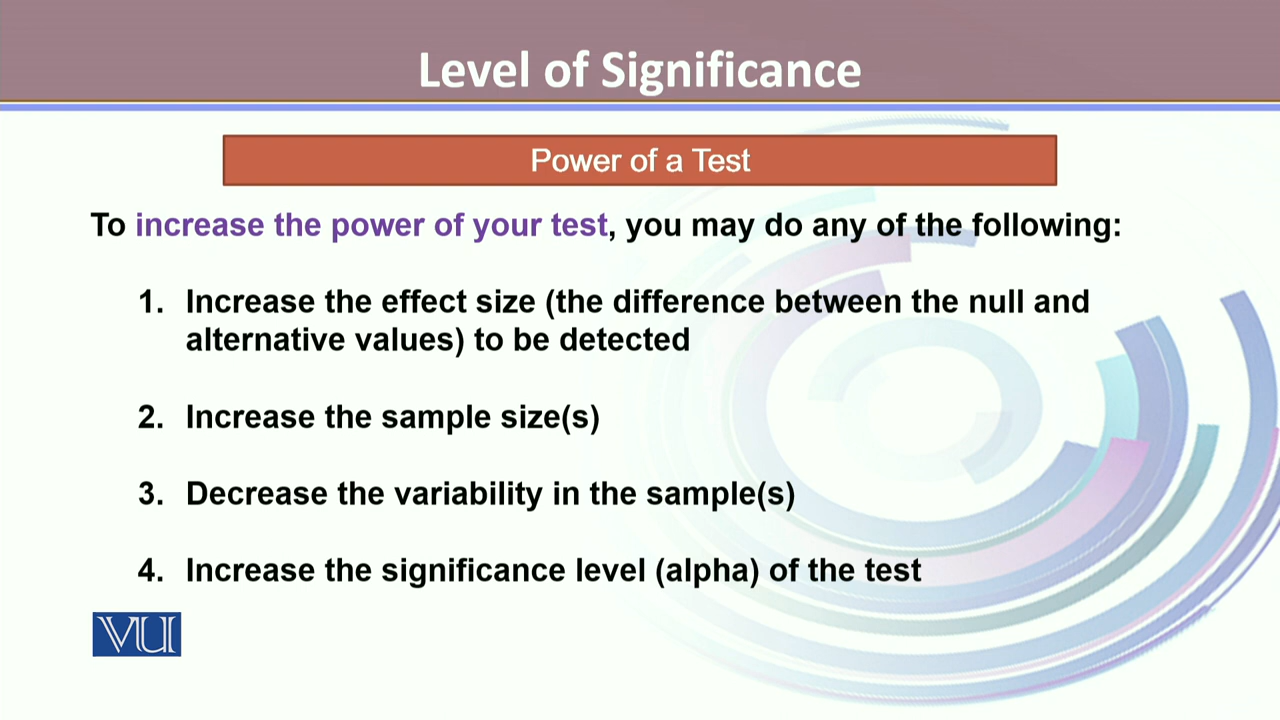 Level of Significance
Power of a Test
To increase the power of your test, you may do any of the following:
1. Increase the effect size (the difference between the null and
alternative values) to be detected
2. Increase the sample size(s)
3. Decrease the variability in the sample(s)
4. Increase the significance level (alpha) of the test
VU